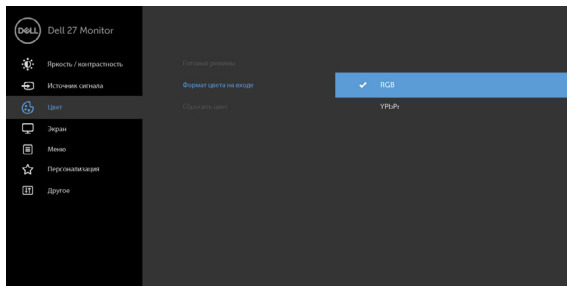 DELL Dell 27 Monitor
Яркость / контрастность
Готовые режимы
Источник сигнала
Формат цвета на входе
✓ RGB
Цвет
Сбросить цвет
YPbPr
Экран
Меню
Персонализация
Другое